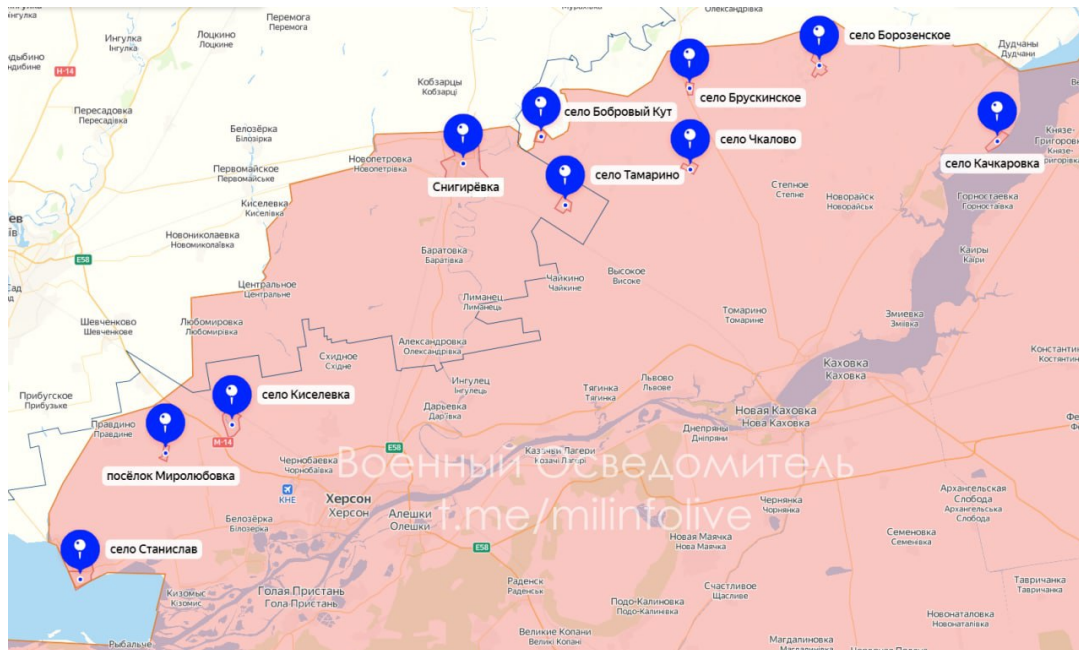 Ингулка
Інгулка
Лоцкино
Лоцкине
Перемога
Перемога
Олександрівка
село Борозенское
Дудчаны
Дудчани
H-14
Кобзарцы
Кобзарці
село Брускинское
село Бобровый Кут
Пересадовка
Пересадівка
Белозёрка
Білозірка
село Чкалово
село Качкаровка
Новопетровка
Новопетрівка
Первомайское
Первомайське
Снигирёвка
село Тамарино
Степное
Степне
Новорайск
Новорайськ
Горностаевка
Горностаївка
Киселевка
Киселівка
Новониколаевка
Новомиколаївка
E58
Баратовка
Баратівка
Каиры
Каїри
Центральное
Центральне
Чайкино
Чайкине
Высокое
Високе
Лиманец
Лиманець
Шевченково
Шевченкове
Любомировка
Любомирівка
Томарино
Томарине
Змиевка
Зміївка
Александровка
Олександрівка
Схидное
Східне
Каховка
Каховка
Прибугское
Прибузьке
село Киселевка
Ингулец
Інгулець
Тягинка
Тягинка
Львово
Львове
Правдино
Правдине
Дарьевка
Дар'ївка
Новая Каховка
Нова Каховка
M-14
E58
Днепряны
Дніпряни
посёлок Миролюбовка
Чернобаевка
Чорнобаївка
Казачьи Лагери
Козачі Лагері
Военный Осведомитель
t.me/milinfolive
KHE
Херсон
Херсон
Алешки
Олешки
Белозёрка
Білозерка
Чернянка
Чорнянка
Архангельская
Слобода
Архангельська
Слобода
село Станислав
E58
Новая Маячка
Нова Маячка
Семеновка
Семенівка
Кизомыс
Кізомис
Голая Пристань
Гола Пристань
Раденск
Раденськ
Счастливое
Щасливе
Тавричанка
Тавричанка
Подо-Калиновка
Подо-Калинівка
Новонаталовка
Новонаталівка
Рыбальче
Великие Копани
Великі Копані
Магдалиновка